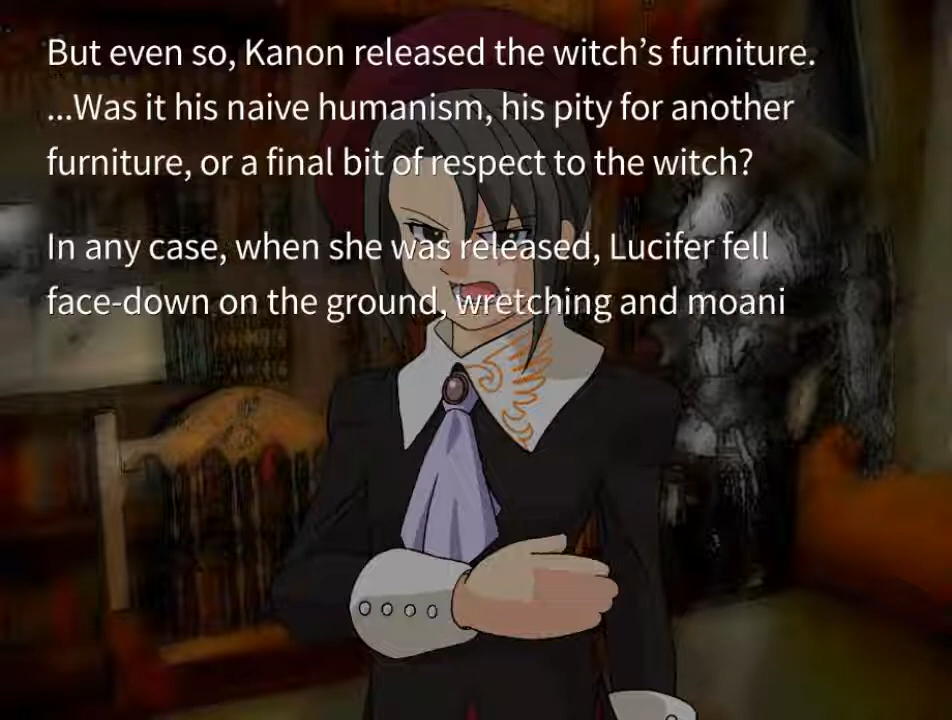 But even so, Kanon released the witch’s furniture.
...Was it his naive humanism, his pity for another
furniture, or a final bit of respect to the witch?
In any case, when she was released, Lucifer fell
face-down on the ground, wretching and moani